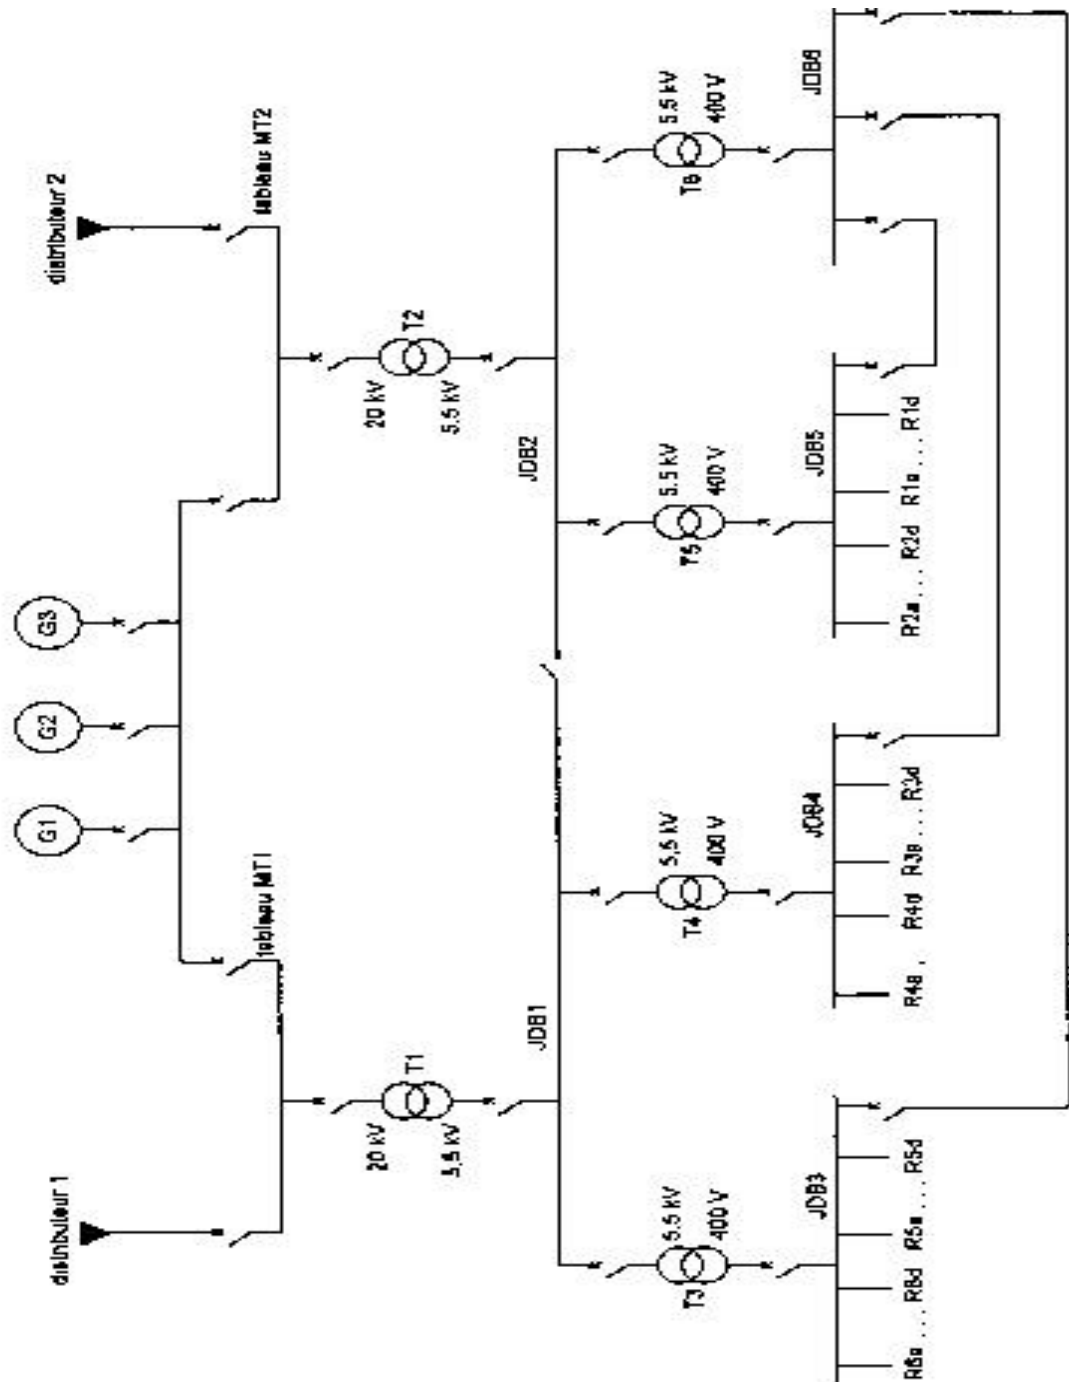 distributeur 1
distributeur 2
G1
G2
G3
tableau MT1
tableau MT2
20 kV
T1
5,5 kV
20 kV
T2
5.5 kV
JDB1
JDB2
5.5 kV
T3
400 V
5,5 kV
T4
400 V
5.5 kV
T5
400 V
5.5 kV
T6
400 V
JDB3
JDB4
JDB5
JDB6
R6a . . . . R6d R5a . . . . R5d
R4a . R4d R3a . . . . R3d
R2a . . . . R2d R1a . . . . R1d